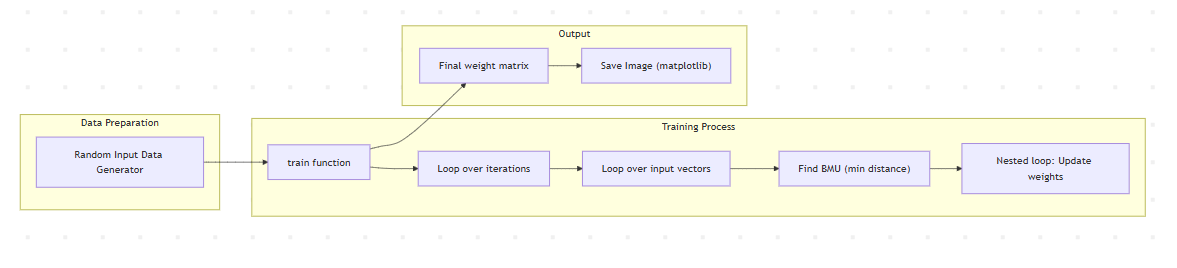 Output
Final weight matrix
Save Image (matplotlib)
Data Preparation
Random Input Data
Generator
Training Process
train function
Loop over iterations
Loop over input vectors
Find BMU (min distance)
Nested loop: Update
weights